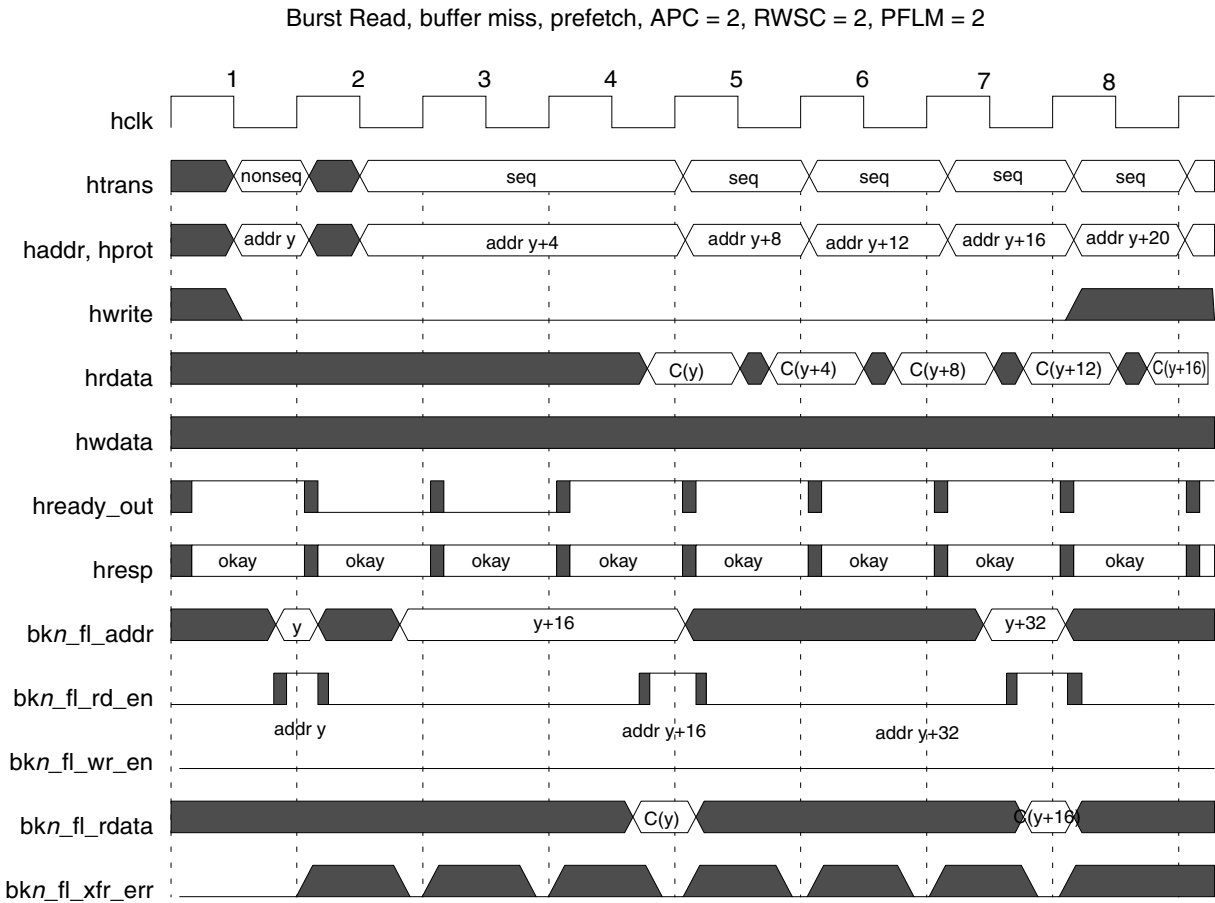 Burst Read, buffer miss, prefetch, APC = 2, RWSC = 2, PFLM = 2
1 2 3 4 5 6 7 8
hclk
htrans nonseq seq seq seq seq seq
haddr, hprot addr y addr y+4 addr y+8 addr y+12 addr y+16 addr y+20
hwrite
hrdata C(y) C(y+4) C(y+8) C(y+12) C(y+16)
hwdata
hready_out
hresp okay okay okay okay okay okay okay okay
bkn_fl_addr y y+16 y+32
bkn_fl_rd_en
addr y addr y+16 addr y+32
bkn_fl_wr_en
bkn_fl_rdata C(y) C(y+16)
bkn_fl_xfr_err